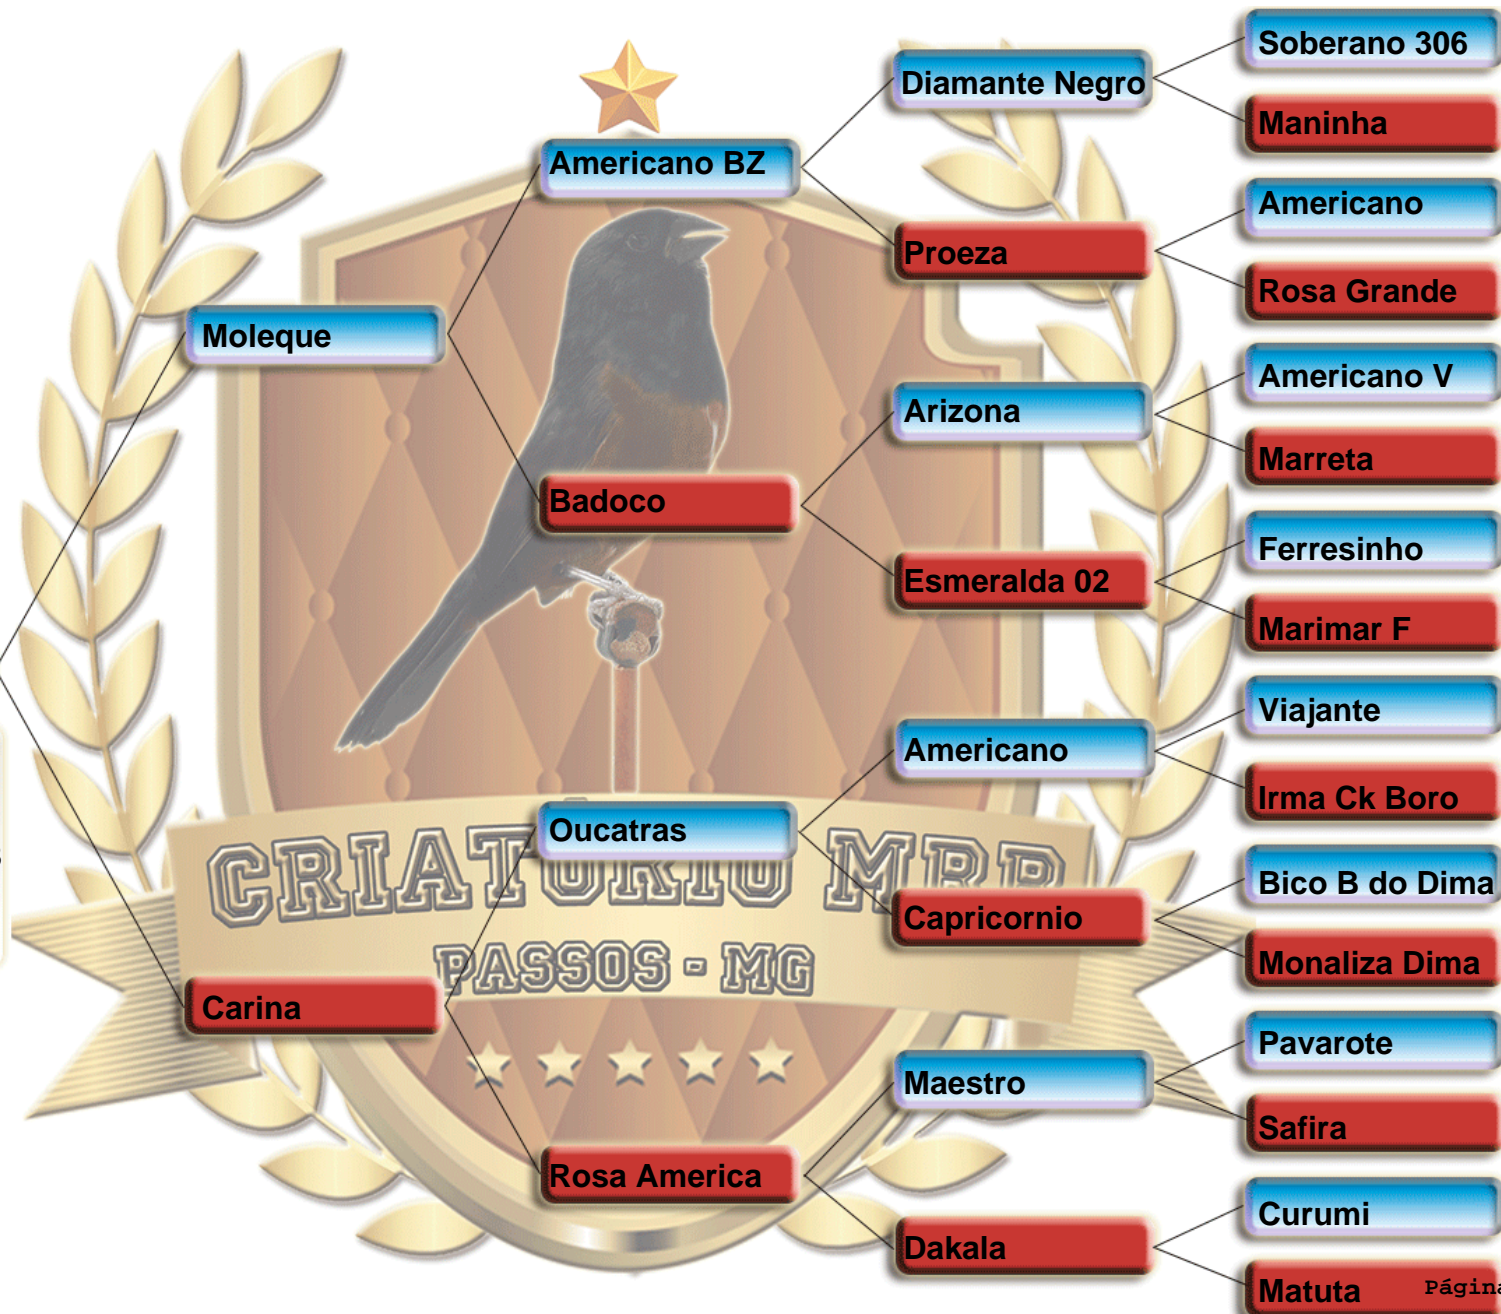 Soberano 306
Diamante Negro
Maninha
Americano BZ
Americano
Proeza
Rosa Grande
Moleque
Americano V
Arizona
Marreta
Badoco
Ferresinho
Esmeralda 02
Marimar F
Viajante
Americano
Irma Ck Boro
Oucatras
CRIATÓRIO MRP
Bico B do Dima
Capricornio
Monaliza Dima
PASSOS - MG
Carina
Pavarote
Maestro
Safira
Rosa America
Curumi
Dakala
Matuta
Página